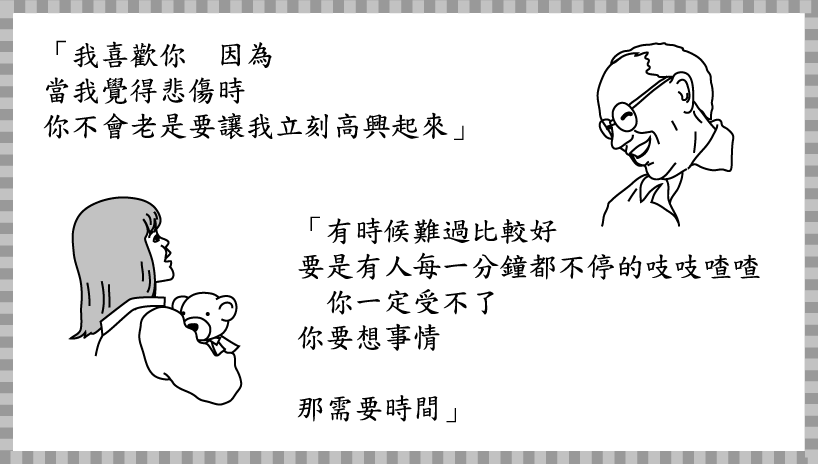 「我喜歡你　因為
當我覺得悲傷時
你不會老是要讓我立刻高興起來」
「有時候難過比較好
要是有人每一分鐘都不停的吱吱喳喳
　你一定受不了
你要想事情
那需要時間」